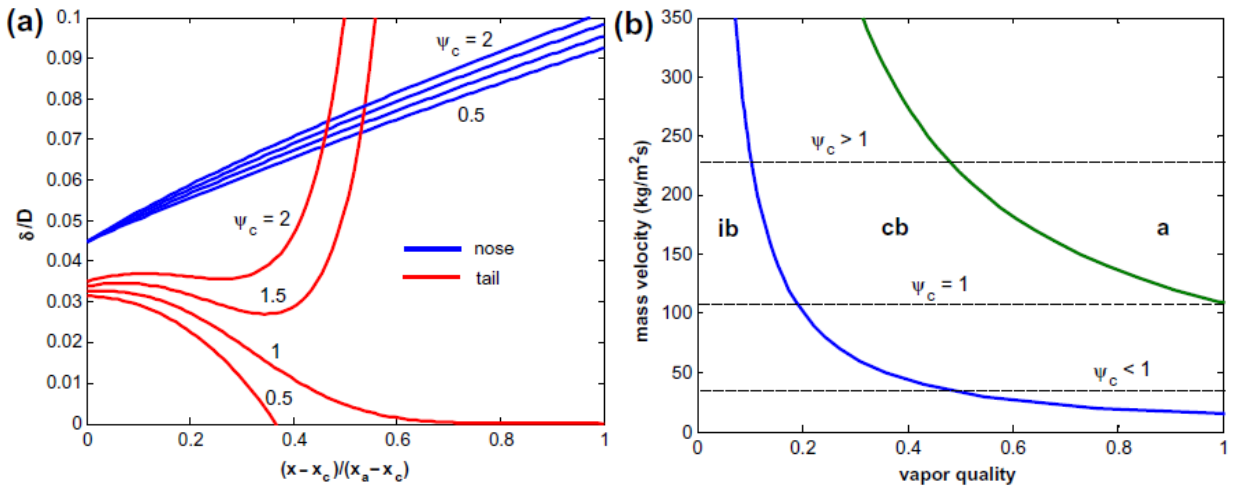 (a)
0.1
0.09
0.08
0.07
0.06
0.05
0.04
0.03
0.02
0.01
0
δ/D
ψc = 2
0.5
ψc = 2
1.5
1
0.5
nose
tail
0 0.2 0.4 0.6 0.8 1
(x − xc)/(xa − xc)
(b)
350
300
250
200
150
100
50
0
mass velocity (kg/m²s)
ψc > 1
ib cb a
ψc = 1
ψc < 1
0 0.2 0.4 0.6 0.8 1
vapor quality